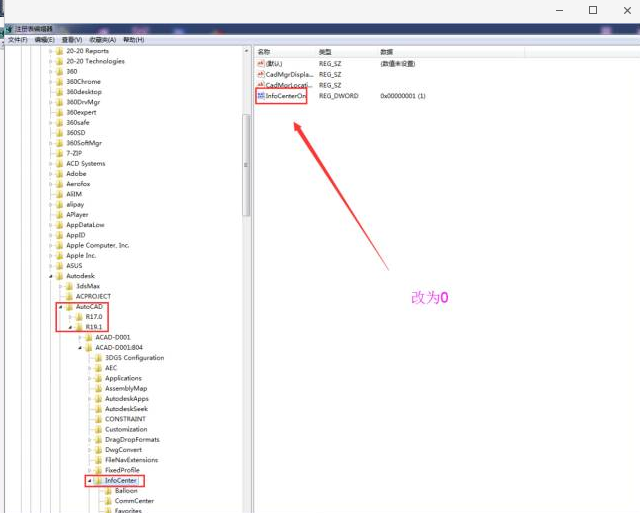 注册表编辑器
文件(F) 编辑(E) 查看(V) 收藏夹(A) 帮助(H)
20-20 Reports
20-20 Technologies
360
360Chrome
360desktop
360DrvMgr
360expert
360safe
360SD
360SoftMgr
7-ZIP
ACD Systems
Adobe
Aerofox
AliIM
alipay
APlayer
AppDataLow
AppID
Apple Computer, Inc.
Apple Inc.
ASUS
Autodesk
3dsMax
ACPROJECT
AutoCAD
R17.0
R19.1
ACAD-D001
ACAD-D001:804
3DGS Configuration
AEC
Applications
AssemblyMap
AutodeskApps
AutodeskSeek
CONSTRAINT
Customization
DragDropFormats
DwgConvert
FileNavExtensions
FixedProfile
InfoCenter
Balloon
CommCenter
Favorites
名称 类型 数据
(默认) REG_SZ (数值未设置)
CadMgrDispla... REG_SZ
CadMgrLocati... REG_SZ
InfoCenterOn REG_DWORD 0x00000001 (1)
改为0